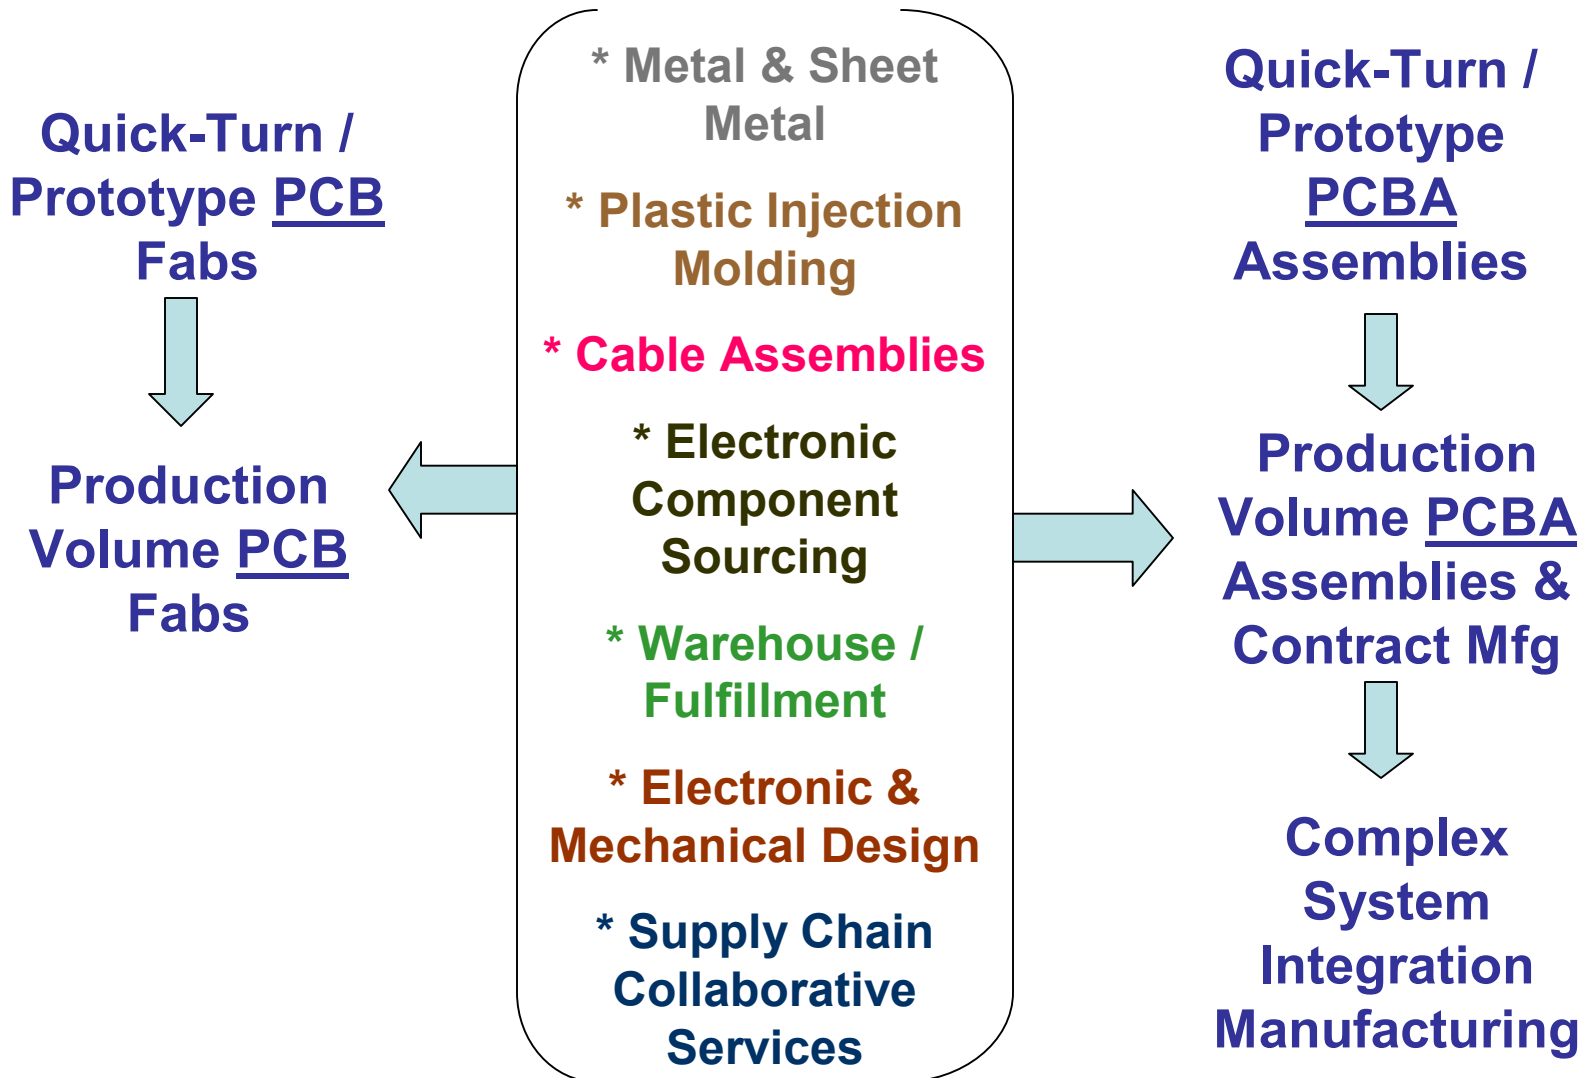 Quick-Turn /
Prototype PCB
Fabs
Production
Volume PCB
Fabs
* Metal & Sheet
Metal
* Plastic Injection
Molding
* Cable Assemblies
* Electronic
Component
Sourcing
* Warehouse /
Fulfillment
* Electronic &
Mechanical Design
* Supply Chain
Collaborative
Services
Quick-Turn /
Prototype
PCBA
Assemblies
Production
Volume PCBA
Assemblies &
Contract Mfg
Complex
System
Integration
Manufacturing